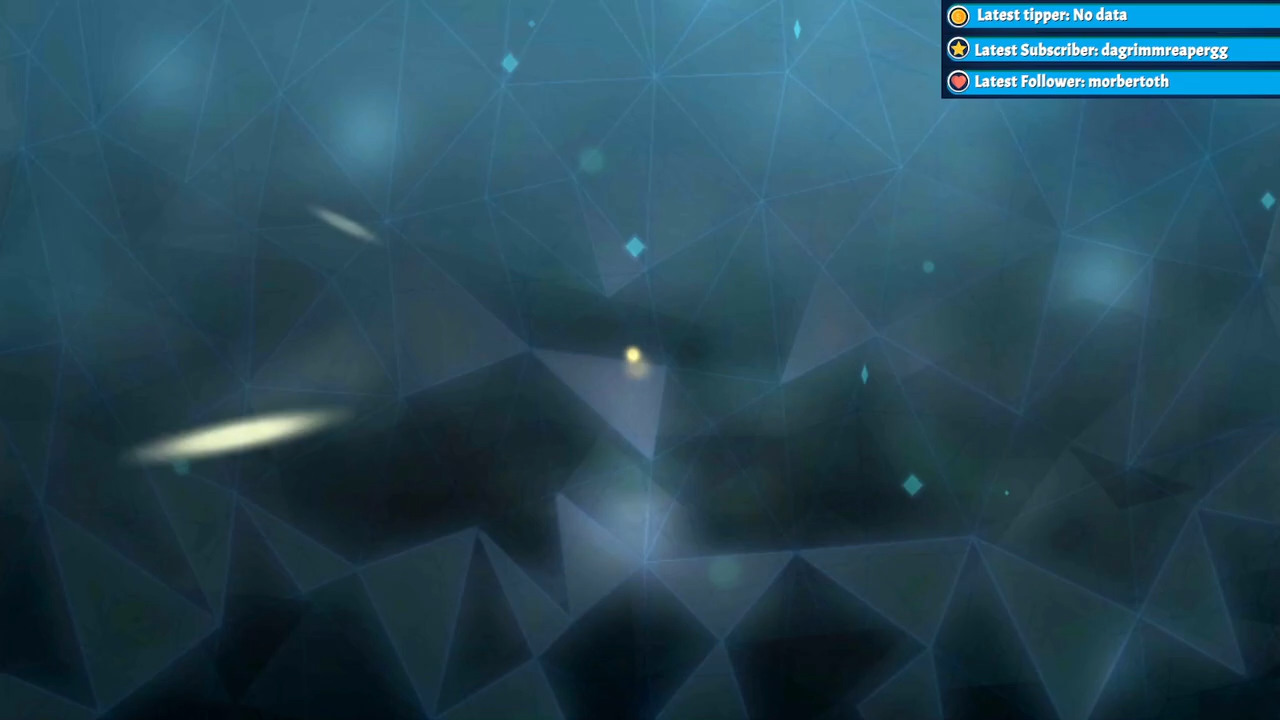 Latest tipper: No data
Latest Subscriber: dagrimmreapergg
Latest Follower: morbertoth